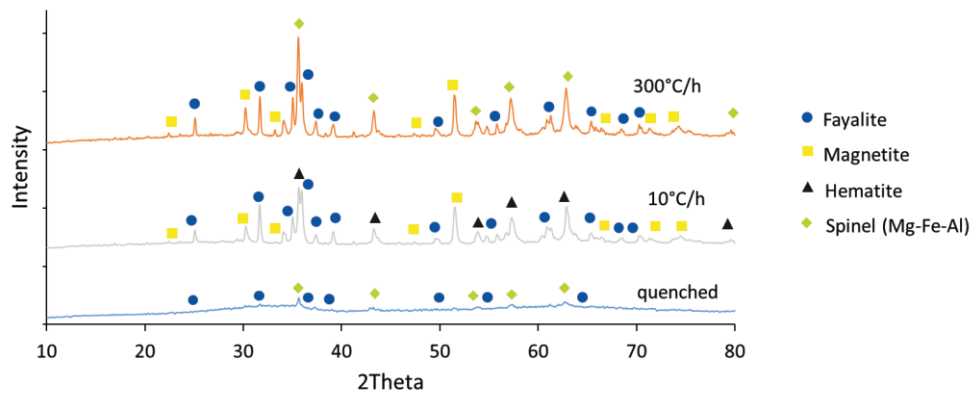 300°C/h
10°C/h
quenched
Intensity
10 20 30 40 50 60 70 80
2Theta
Fayalite
Magnetite
Hematite
Spinel (Mg-Fe-Al)